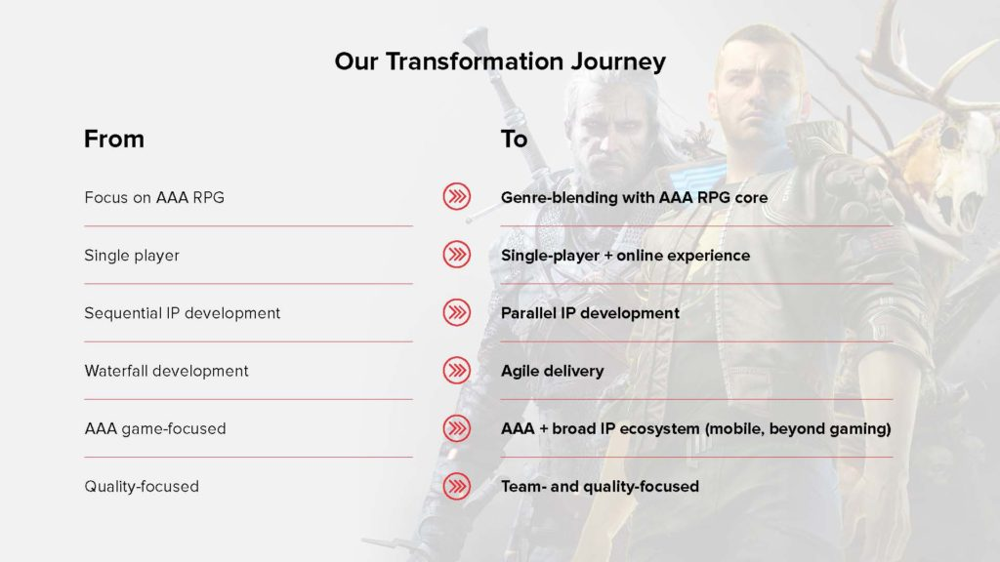 Our Transformation Journey
From
To
Focus on AAA RPG
Genre-blending with AAA RPG core
Single player
Single-player + online experience
Sequential IP development
Parallel IP development
Waterfall development
Agile delivery
AAA game-focused
AAA + broad IP ecosystem (mobile, beyond gaming)
Quality-focused
Team- and quality-focused